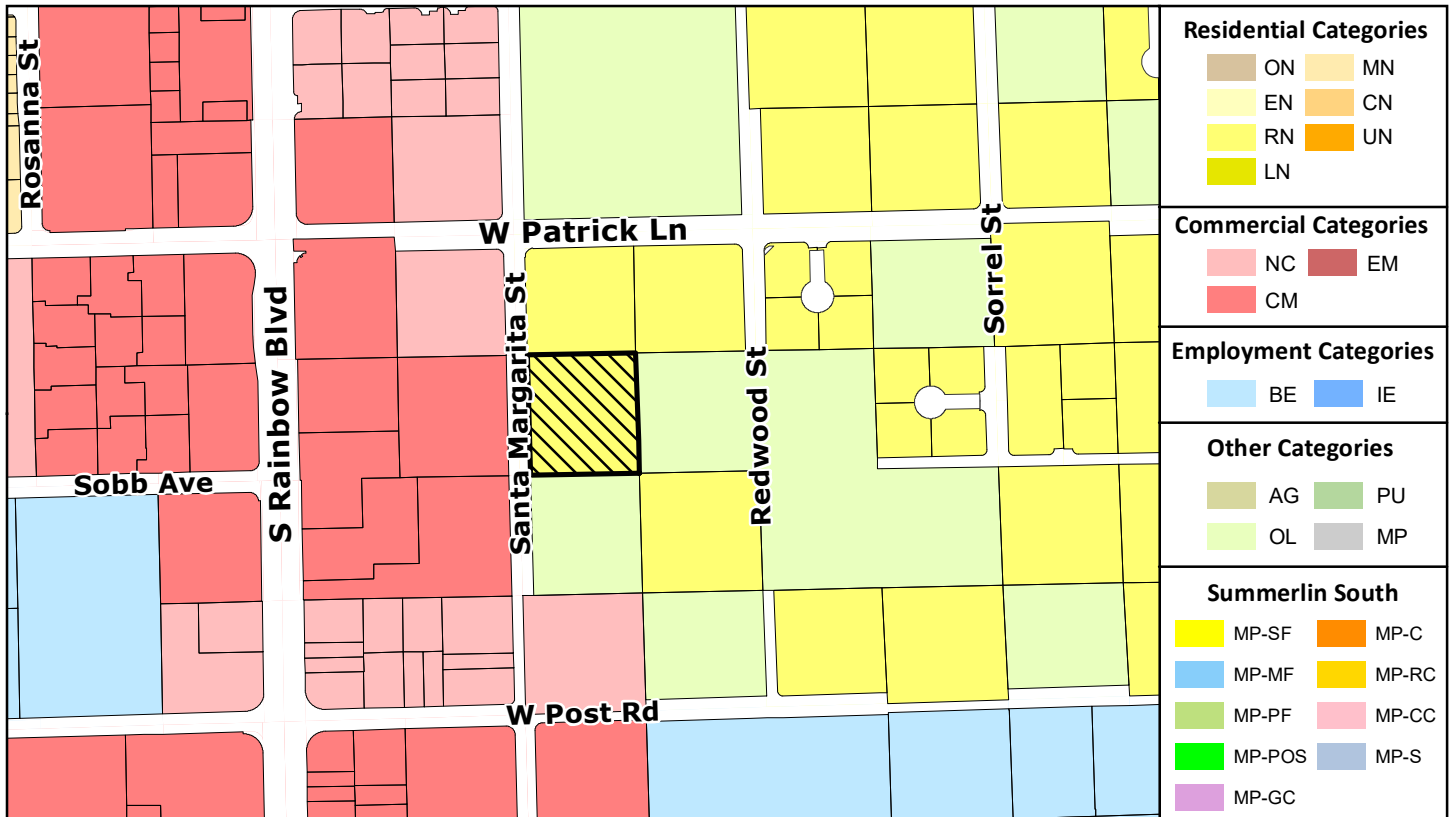 Rosanna St
W Patrick Ln
Sorrel St
Santa Margarita St
S Rainbow Blvd
Redwood St
Sobb Ave
W Post Rd
Residential Categories
ON MN
EN CN
RN UN
LN
Commercial Categories
NC EM
CM
Employment Categories
BE IE
Other Categories
AG PU
OL MP
Summerlin South
MP-SF MP-C
MP-MF MP-RC
MP-PF MP-CC
MP-POS MP-S
MP-GC